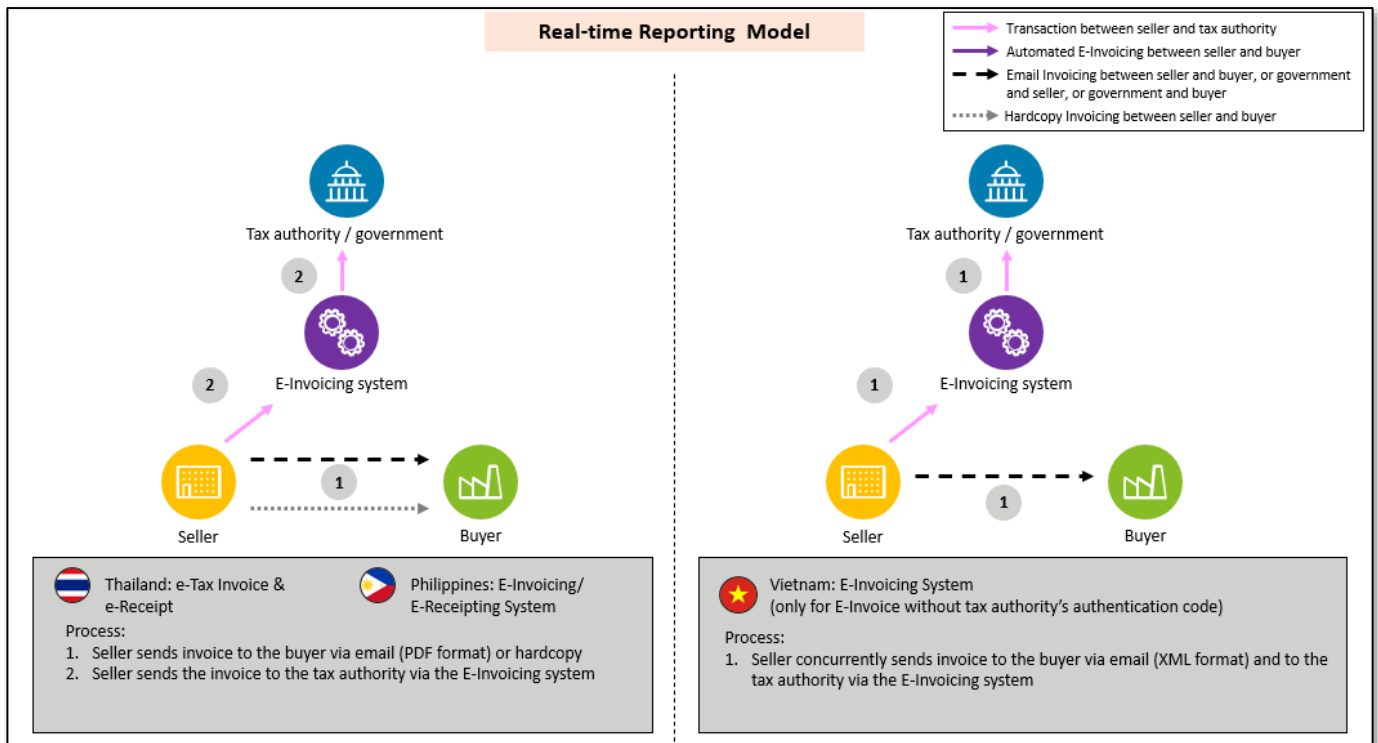 Real-time Reporting Model
Transaction between seller and tax authority
Automated E-Invoicing between seller and buyer
Email Invoicing between seller and buyer, or government
and seller, or government and buyer
Hardcopy Invoicing between seller and buyer
Tax authority / government
2
E-Invoicing system
2
1
Seller
Buyer
Thailand: e-Tax Invoice &
e-Receipt
Philippines: E-Invoicing/
E-Receipting System
Process:
1. Seller sends invoice to the buyer via email (PDF format) or hardcopy
2. Seller sends the invoice to the tax authority via the E-Invoicing system
Tax authority / government
1
E-Invoicing system
1
1
Seller
Buyer
Vietnam: E-Invoicing System
(only for E-Invoice without tax authority's authentication code)
Process:
1. Seller concurrently sends invoice to the buyer via email (XML format) and to the
tax authority via the E-Invoicing system